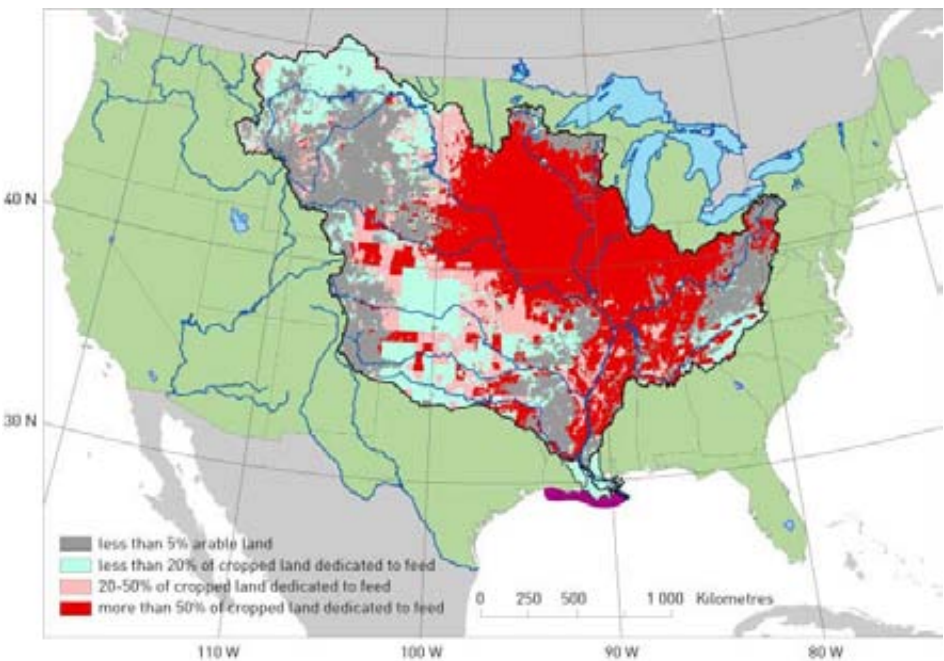 40 N
30 N
less than 5% arable land
less than 20% of cropped land dedicated to feed
20-50% of cropped land dedicated to feed
more than 50% of cropped land dedicated to feed
0 250 500 1 000 Kilometres
110 W 100 W 90 W 80 W